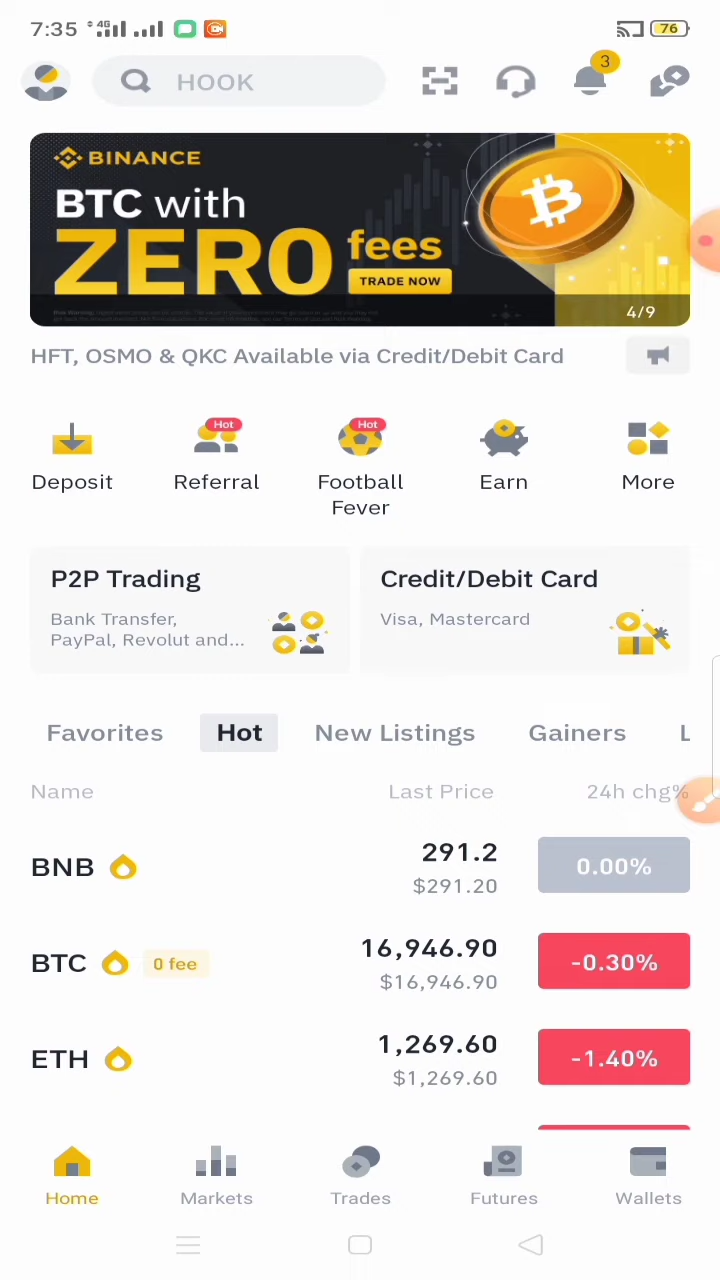 7:35 4G 76
HOOK
3
BINANCE
BTC with
ZERO fees
TRADE NOW
4/9
HFT, OSMO & QKC Available via Credit/Debit Card
Hot Hot
Deposit Referral Football Earn More
Fever
P2P Trading Credit/Debit Card
Bank Transfer, Visa, Mastercard
PayPal, Revolut and...
Favorites Hot New Listings Gainers L
Name Last Price 24h chg%
BNB 291.2 0.00%
$291.20
BTC 0 fee 16,946.90 -0.30%
$16,946.90
ETH 1,269.60 -1.40%
$1,269.60
Home Markets Trades Futures Wallets